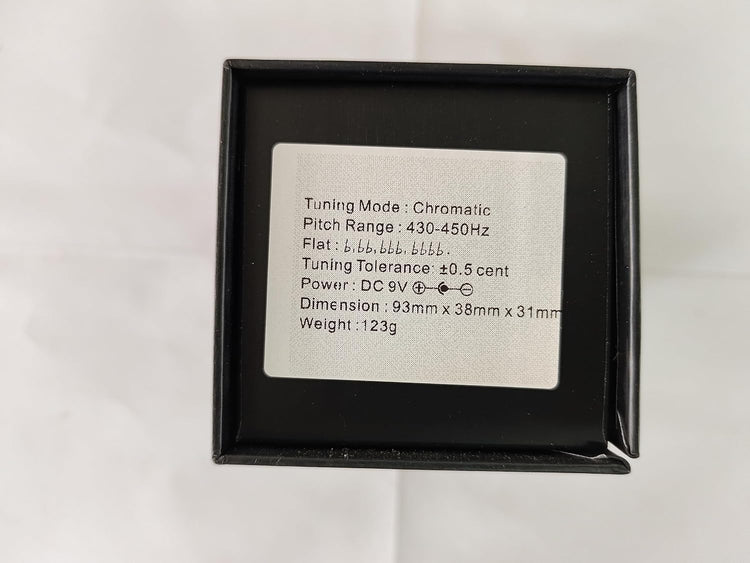 Tuning Mode : Chromatic
Pitch Range : 430-450Hz
Flat : ♭,♭♭,♭♭♭,♭♭♭♭.
Tuning Tolerance: ±0.5 cent
Power : DC 9V ⊕–●–⊖
Dimension : 93mm x 38mm x 31mm
Weight :123g